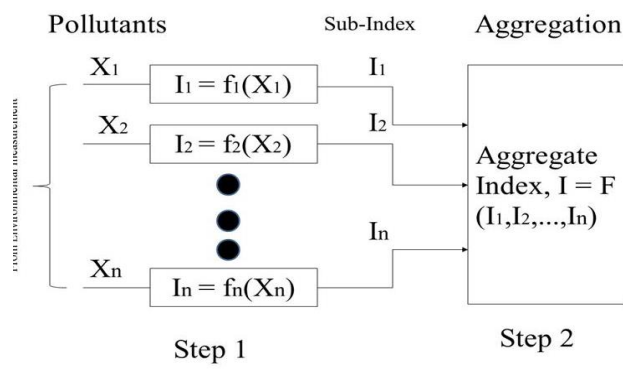 Pollutants
Sub-Index
Aggregation
X1
I1 = f1(X1)
I1
X2
I2 = f2(X2)
I2
Aggregate
Index, I = F
(I1,I2,...,In)
In
Xn
In = fn(Xn)
Step 1
Step 2